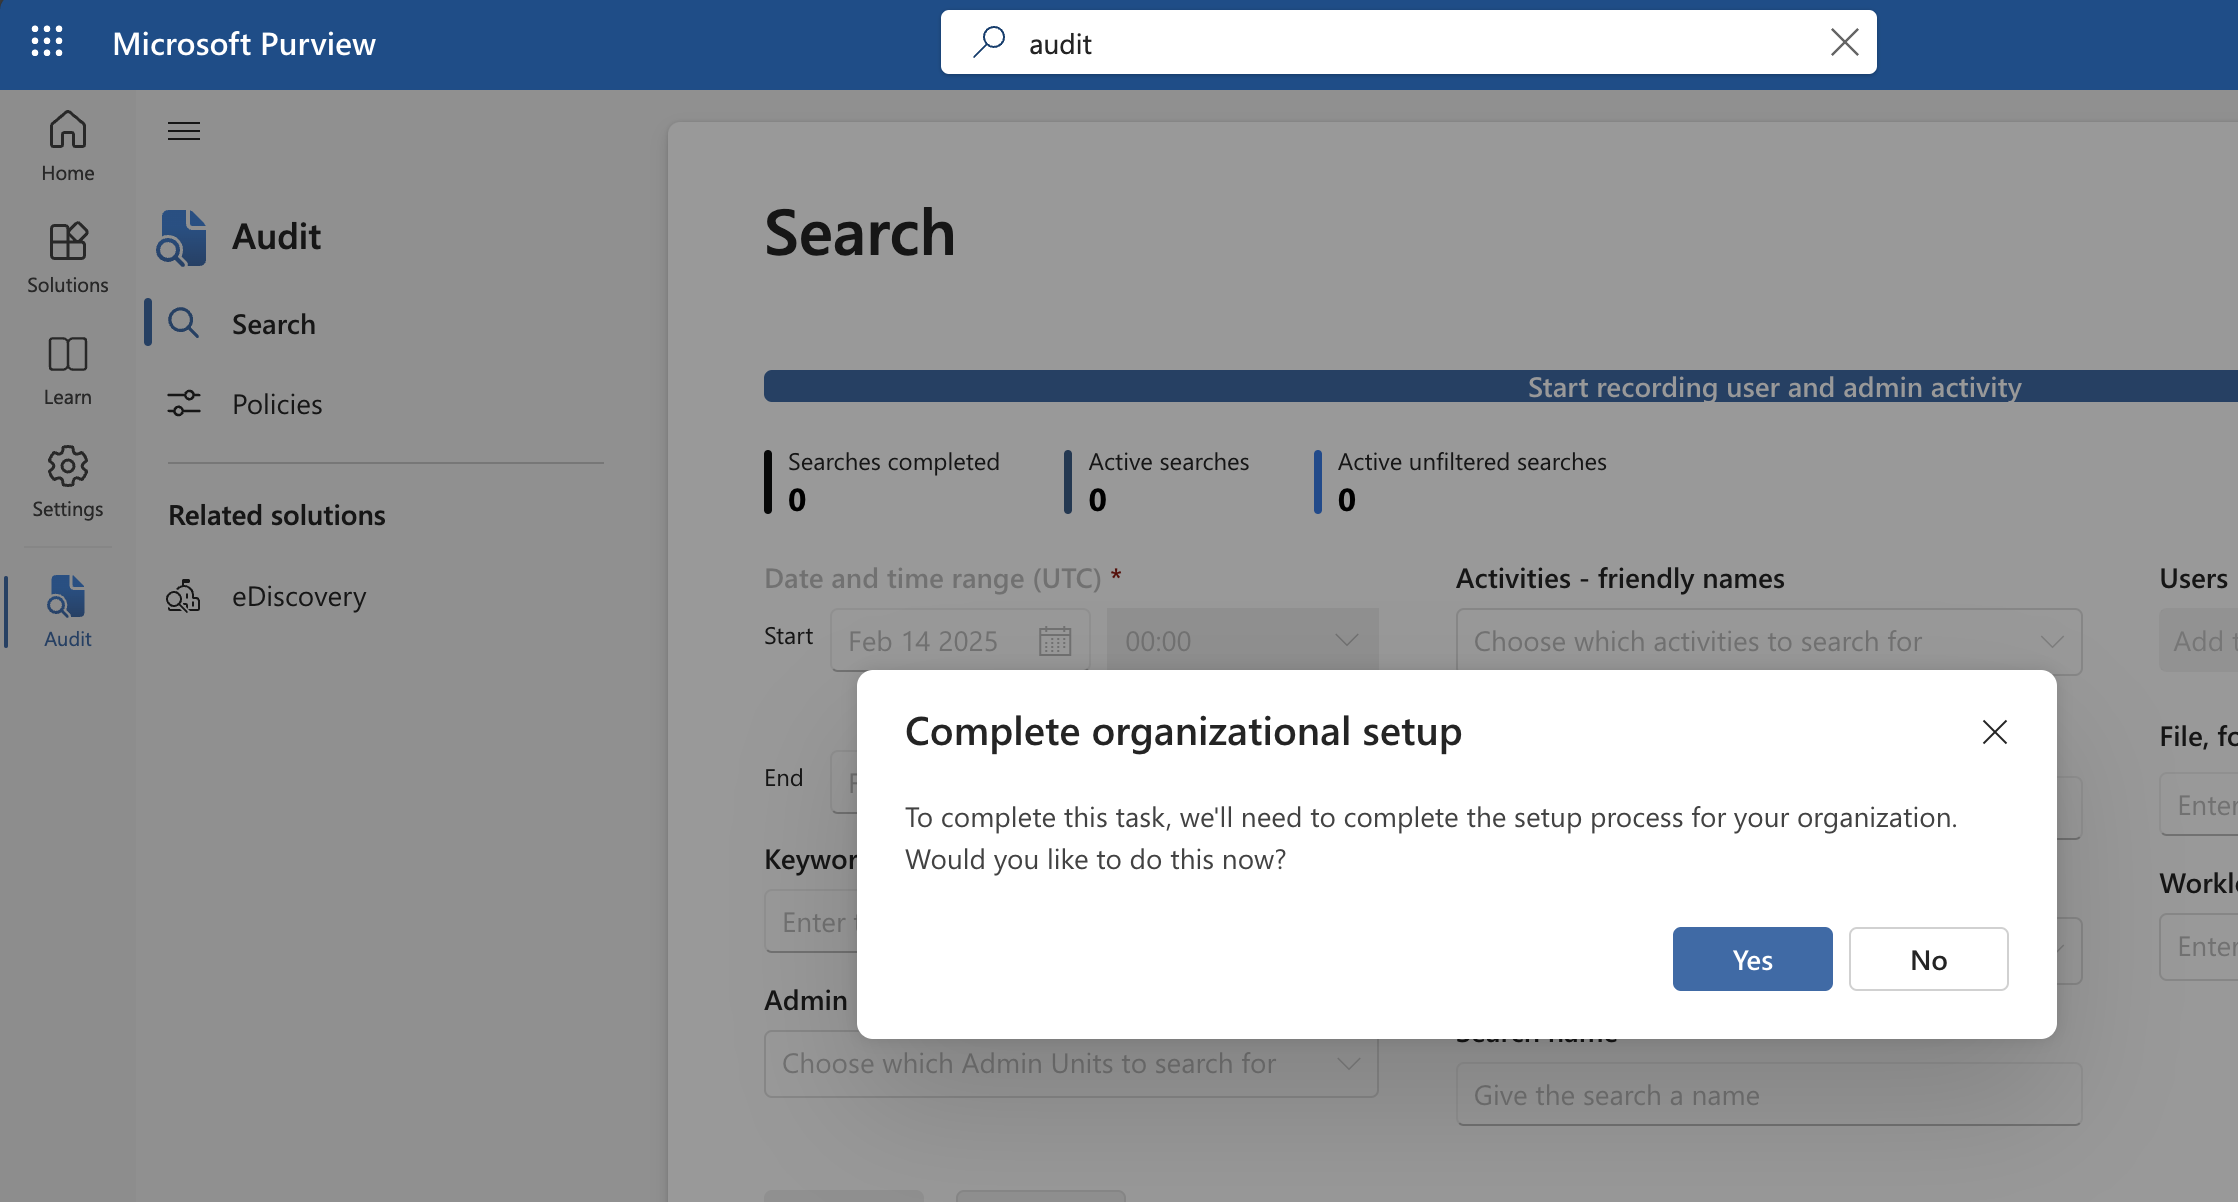 Microsoft Purview
audit
Home
Solutions
Learn
Settings
Audit
Audit
Search
Policies
Related solutions
eDiscovery
Search
Start recording user and admin activity
Searches completed
0
Active searches
0
Active unfiltered searches
0
Date and time range (UTC) *
Start
Feb 14 2025
00:00
Activities - friendly names
Choose which activities to search for
Users
Add
Complete organizational setup
To complete this task, we'll need to complete the setup process for your organization.
Would you like to do this now?
Yes
No
End
File,
Enter
Enter
Admin
Choose which Admin Units to search for
Enter
Search name
Give the search a name